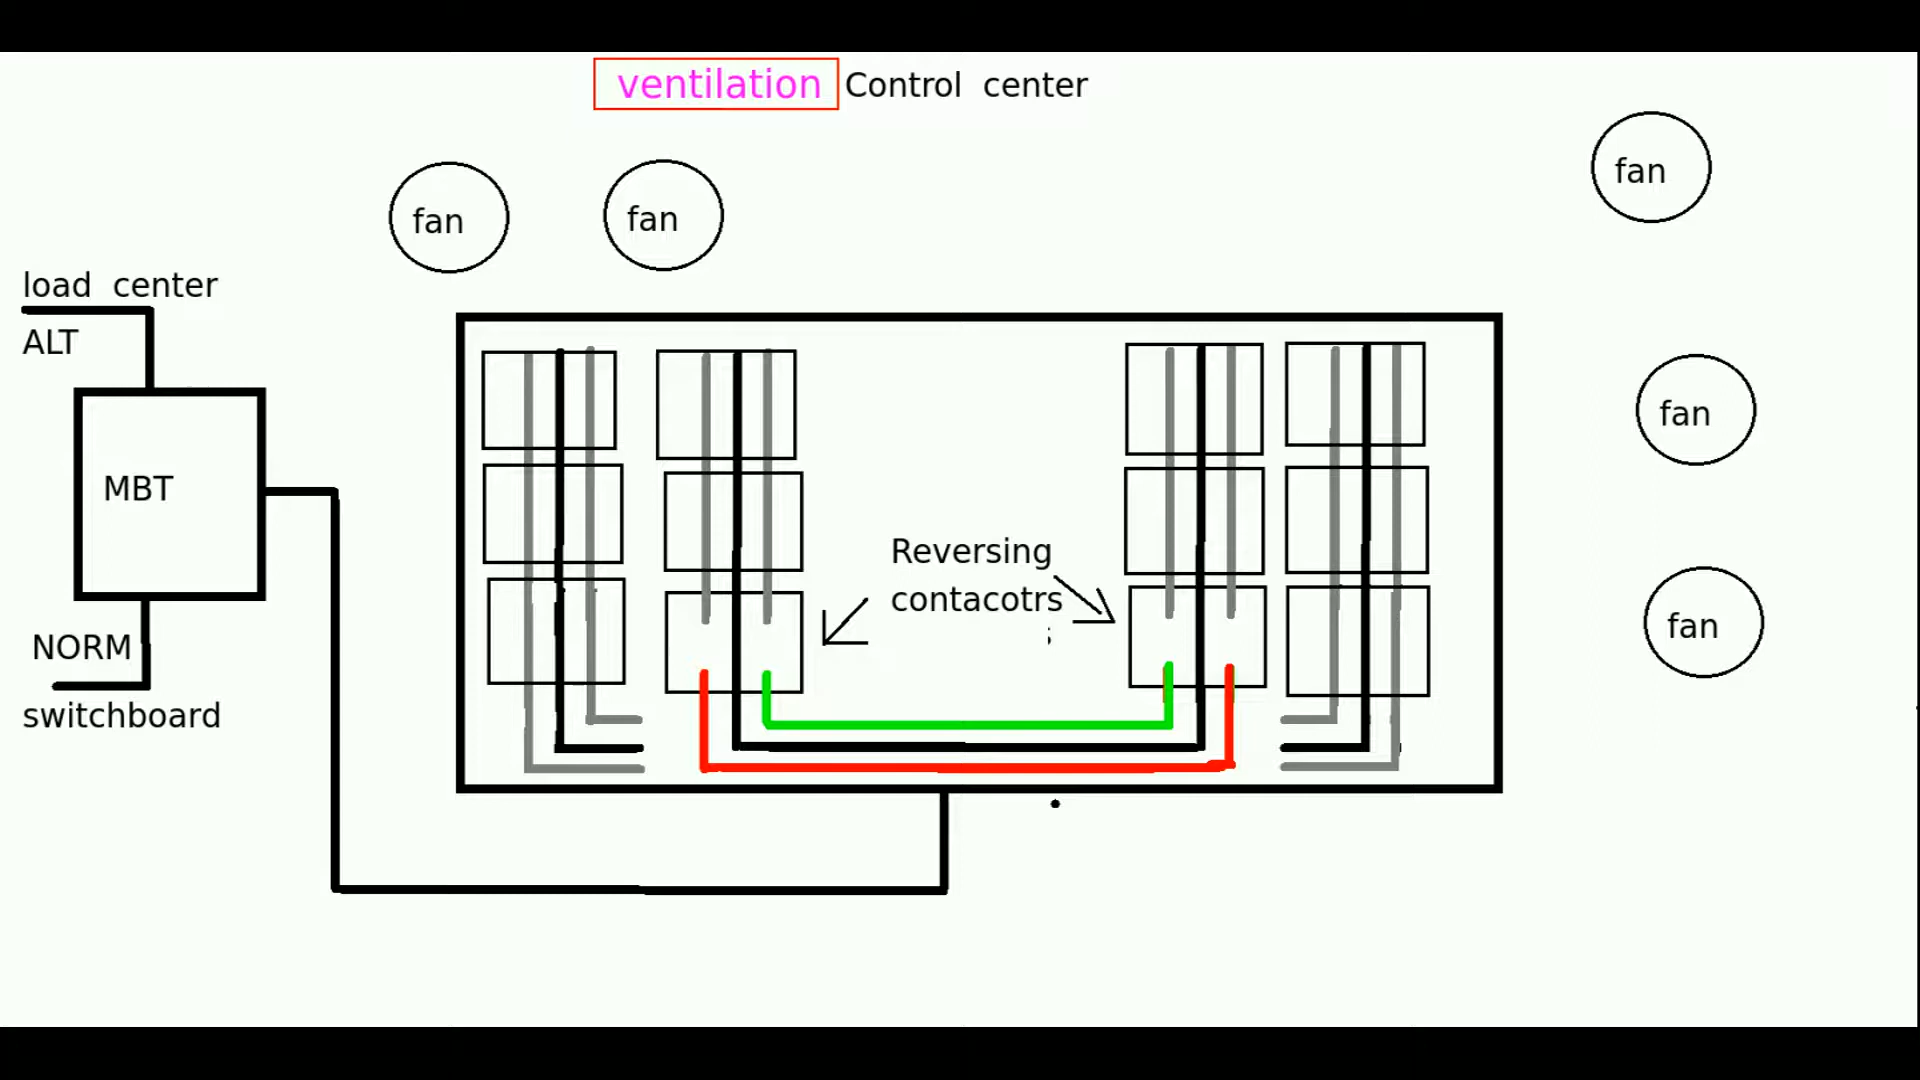 ventilation Control center
fan
fan
fan
load center
ALT
fan
MBT
Reversing
contacotrs
NORM
fan
switchboard